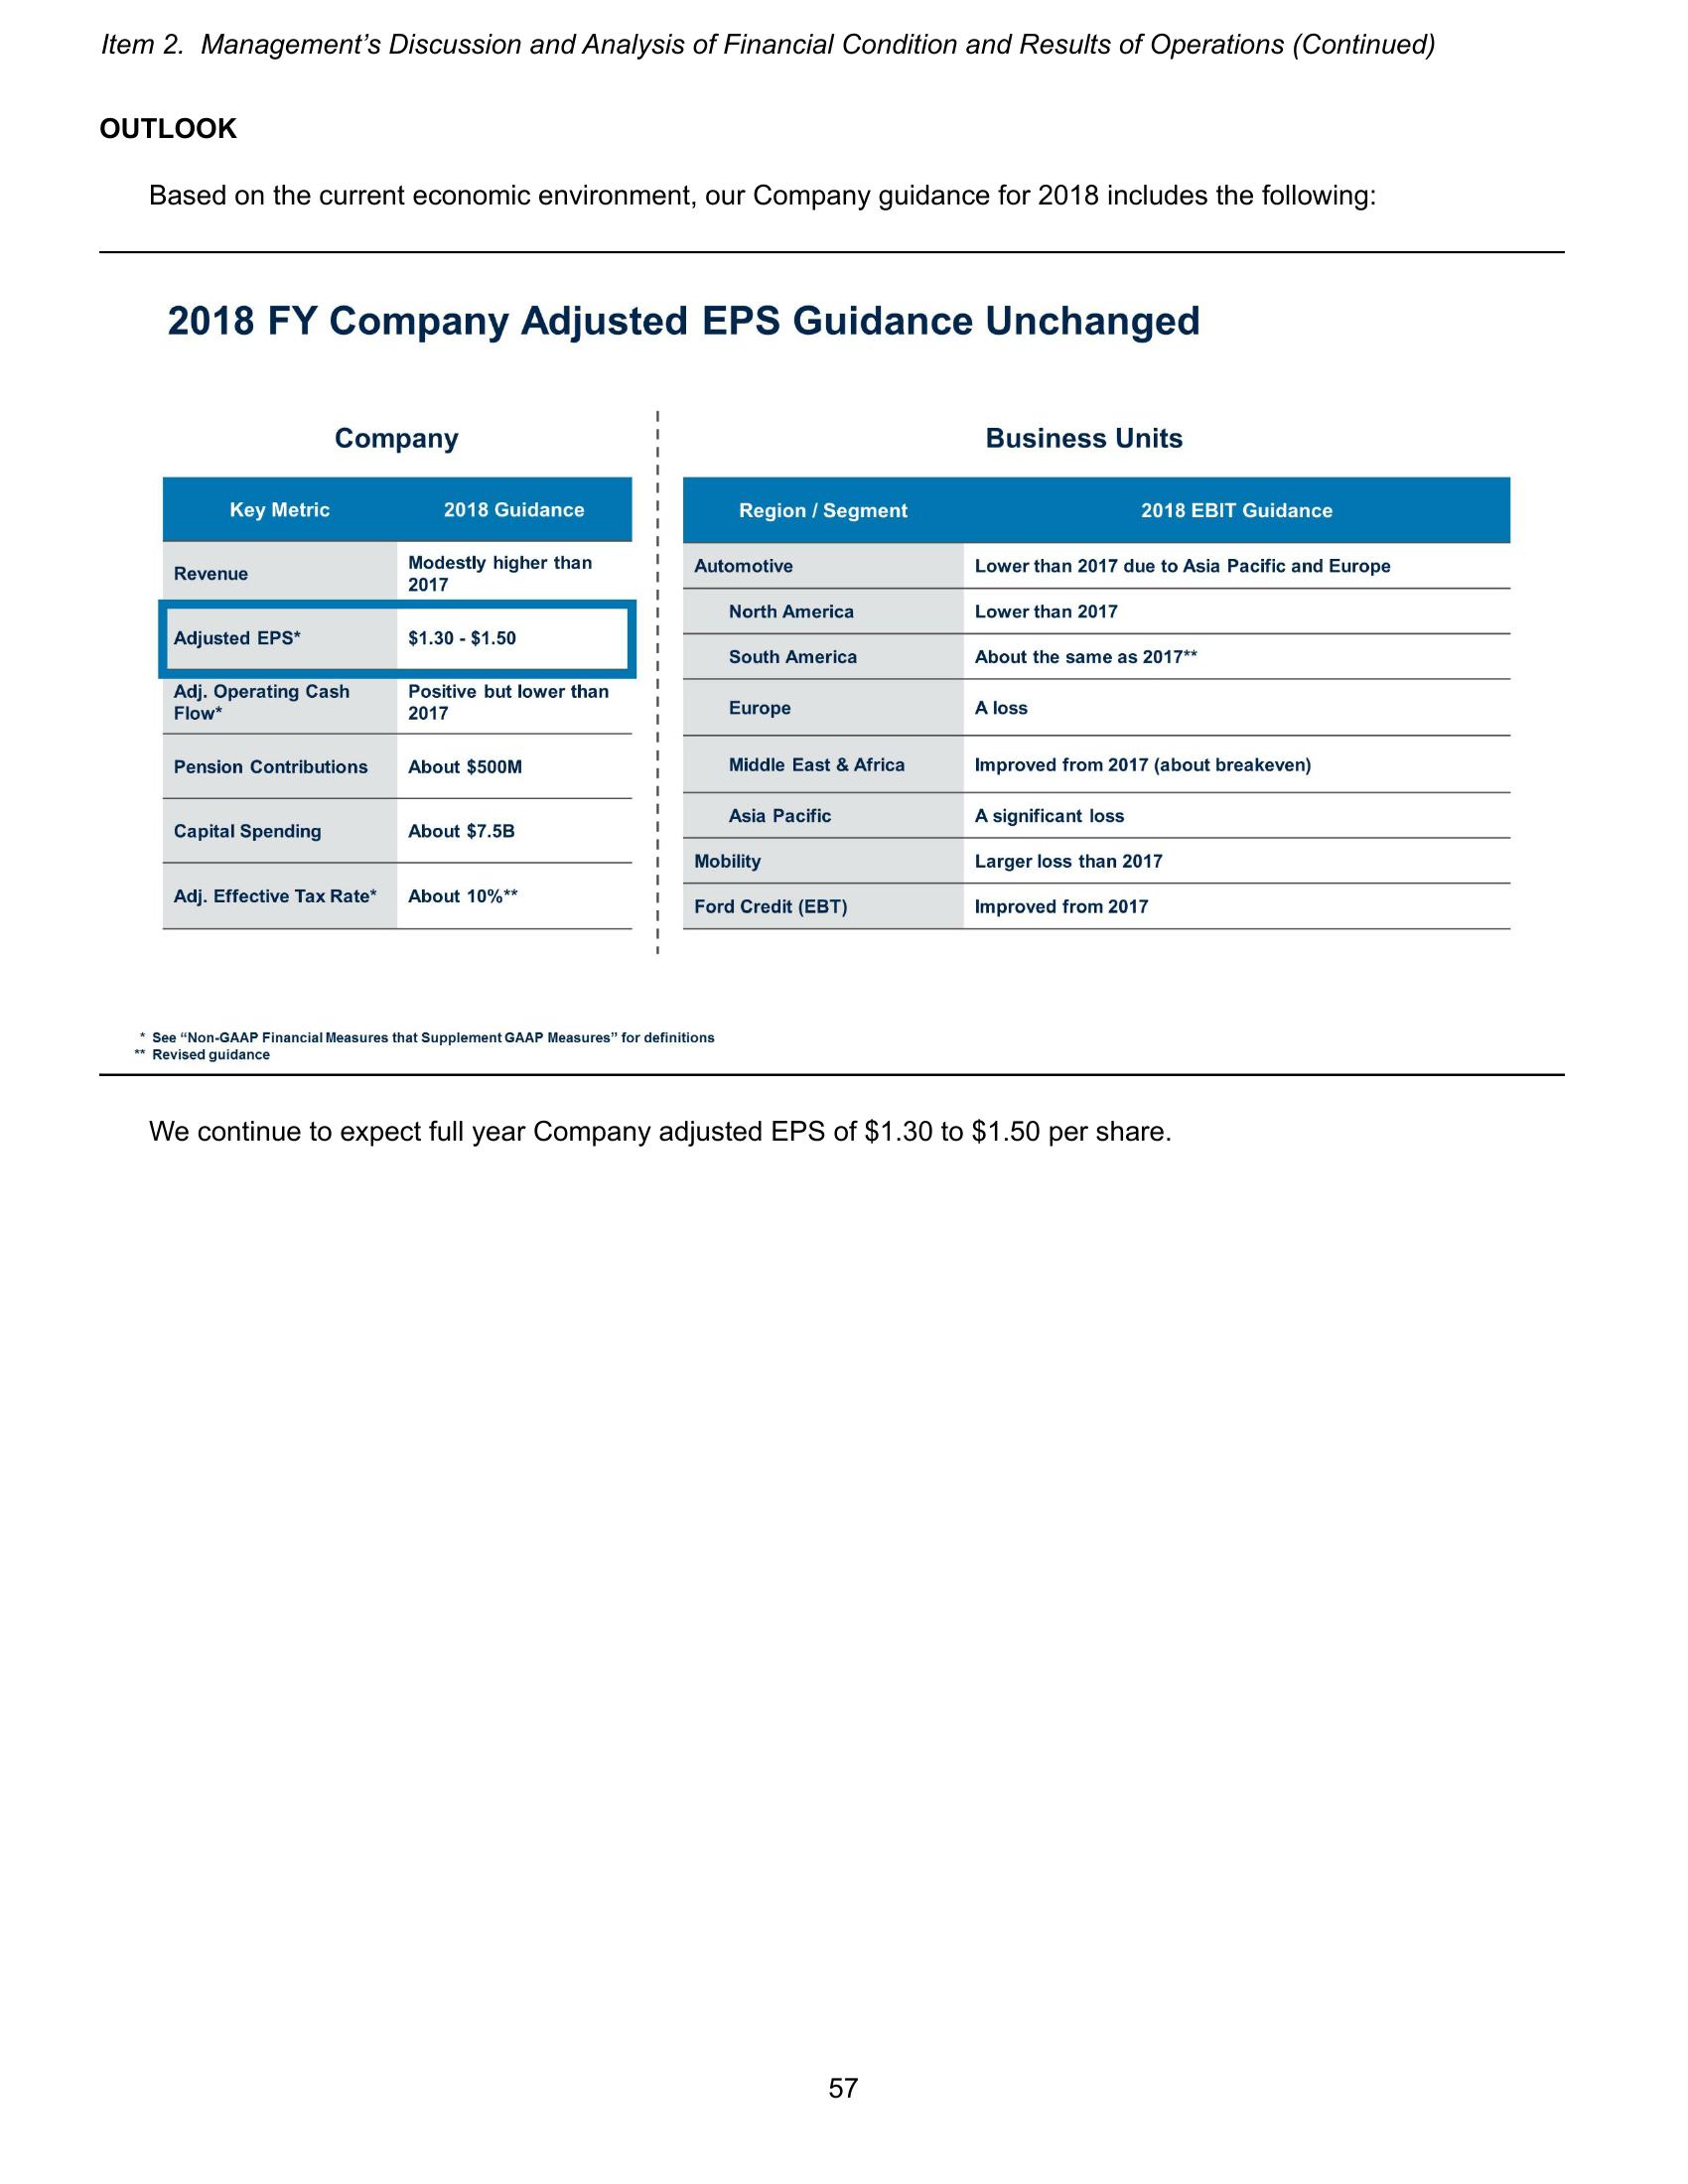 Item 2.  Management’s Discussion and Analysis of Financial Condition and Results of Operations (Continued)
OUTLOOK
Based on the current economic environment, our Company guidance for 2018 includes the following:
2018 FY Company Adjusted EPS Guidance Unchanged
Company
Key Metric 2018 Guidance
Revenue Modestly higher than
2017
Adjusted EPS* $1.30 - $1.50
Adj. Operating Cash Positive but lower than
Flow* 2017
Pension Contributions About $500M
Capital Spending About $7.5B
Adj. Effective Tax Rate* About 10%**
Business Units
Region / Segment 2018 EBIT Guidance
Automotive Lower than 2017 due to Asia Pacific and Europe
North America Lower than 2017
South America About the same as 2017**
Europe A loss
Middle East & Africa Improved from 2017 (about breakeven)
Asia Pacific A significant loss
Mobility Larger loss than 2017
Ford Credit (EBT) Improved from 2017
* See “Non-GAAP Financial Measures that Supplement GAAP Measures” for definitions
** Revised guidance
We continue to expect full year Company adjusted EPS of $1.30 to $1.50 per share.
57